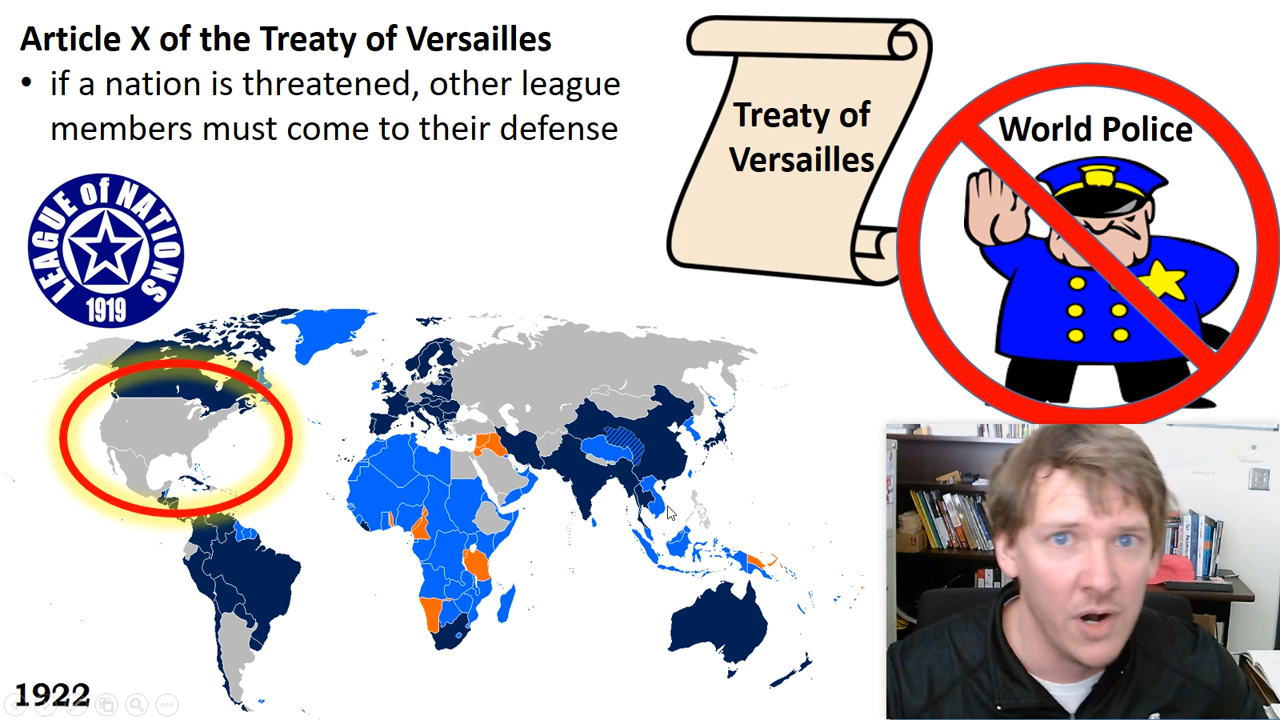 Article X of the Treaty of Versailles
• if a nation is threatened, other league
members must come to their defense
Treaty of
Versailles
World Police
LEAGUE of NATIONS
1919
1922